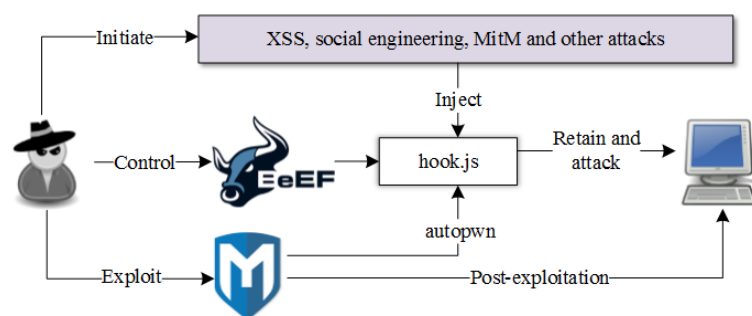 Initiate
XSS, social engineering, MitM and other attacks
Inject
Control
BeEF
hook.js
Retain and
attack
autopwn
Exploit
Post-exploitation